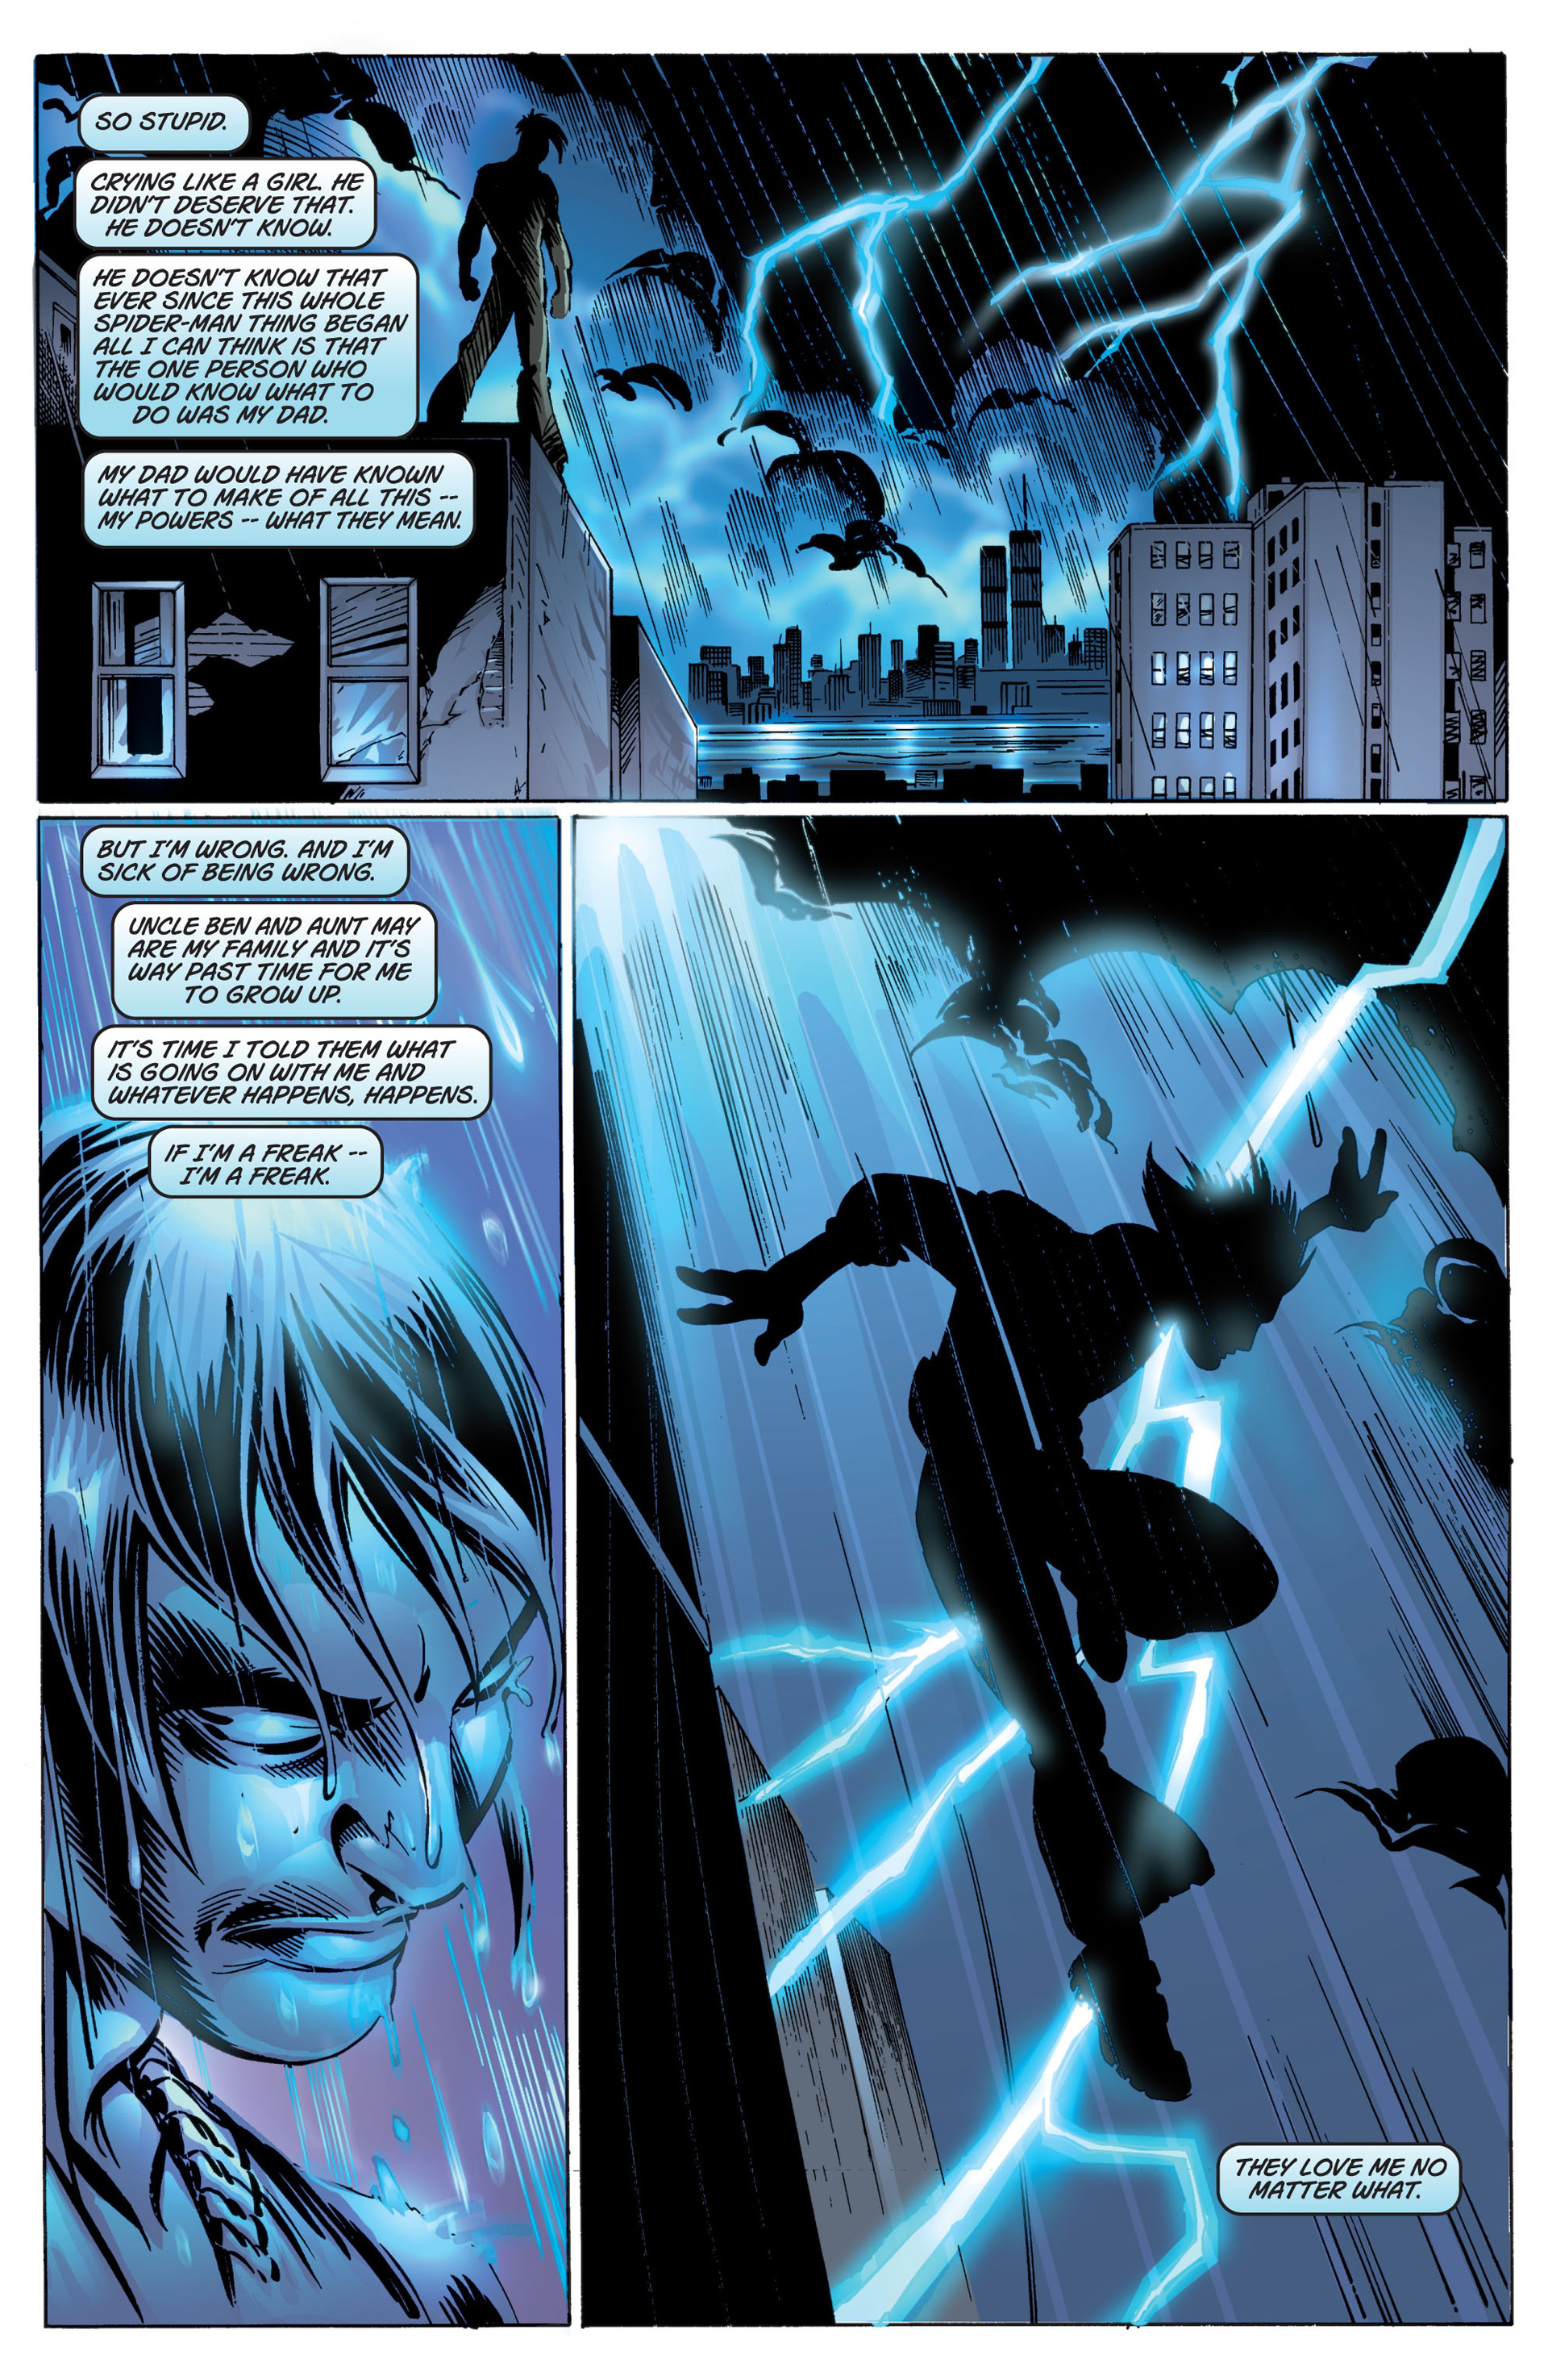 SO STUPID.
CRYING LIKE A GIRL. HE
DIDN'T DESERVE THAT.
HE DOESN'T KNOW.
HE DOESN'T KNOW THAT
EVER SINCE THIS WHOLE
SPIDER-MAN THING BEGAN
ALL I CAN THINK IS THAT
THE ONE PERSON WHO
WOULD KNOW WHAT TO
DO WAS MY DAD.
MY DAD WOULD HAVE KNOWN
WHAT TO MAKE OF ALL THIS --
MY POWERS -- WHAT THEY MEAN.
BUT I'M WRONG. AND I'M
SICK OF BEING WRONG.
UNCLE BEN AND AUNT MAY
ARE MY FAMILY AND IT'S
WAY PAST TIME FOR ME
TO GROW UP.
IT'S TIME I TOLD THEM WHAT
IS GOING ON WITH ME AND
WHATEVER HAPPENS, HAPPENS.
IF I'M A FREAK --
I'M A FREAK.
THEY LOVE ME NO
MATTER WHAT.